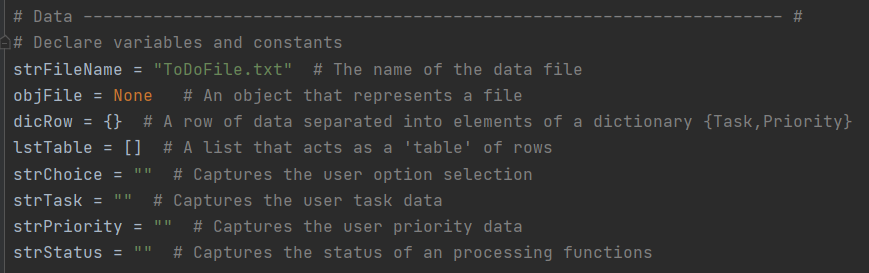 # Data ---------------------------------------------------------------------- #
# Declare variables and constants
strFileName = "ToDoFile.txt"  # The name of the data file
objFile = None   # An object that represents a file
dicRow = {}  # A row of data separated into elements of a dictionary {Task,Priority}
lstTable = []  # A list that acts as a 'table' of rows
strChoice = ""  # Captures the user option selection
strTask = ""  # Captures the user task data
strPriority = ""  # Captures the user priority data
strStatus = ""  # Captures the status of an processing functions